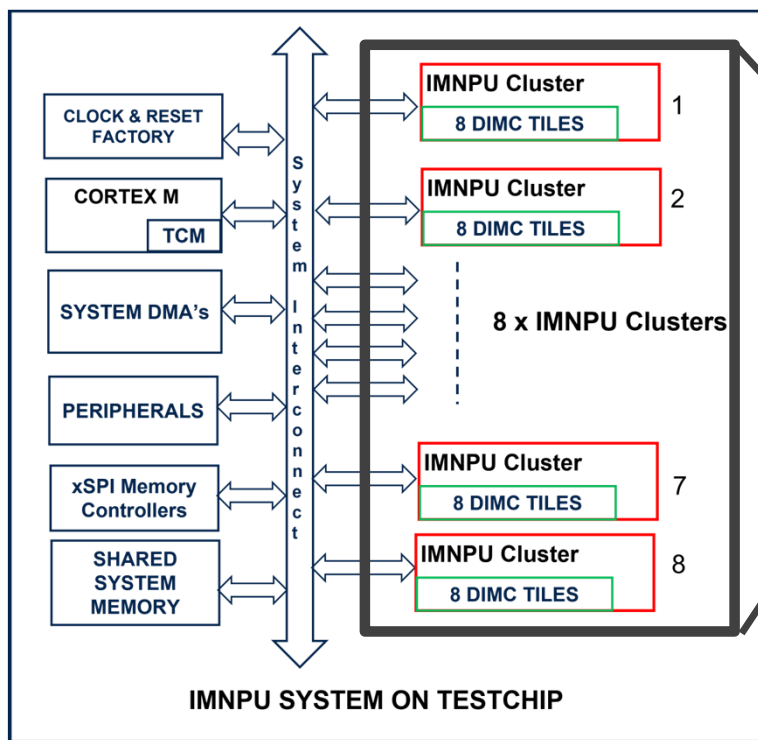 CLOCK & RESET
FACTORY
CORTEX M
TCM
SYSTEM DMA's
PERIPHERALS
xSPI Memory
Controllers
SHARED
SYSTEM
MEMORY
System Interconnect
IMNPU Cluster
8 DIMC TILES
1
IMNPU Cluster
8 DIMC TILES
2
8 x IMNPU Clusters
IMNPU Cluster
8 DIMC TILES
7
IMNPU Cluster
8 DIMC TILES
8
IMNPU SYSTEM ON TESTCHIP